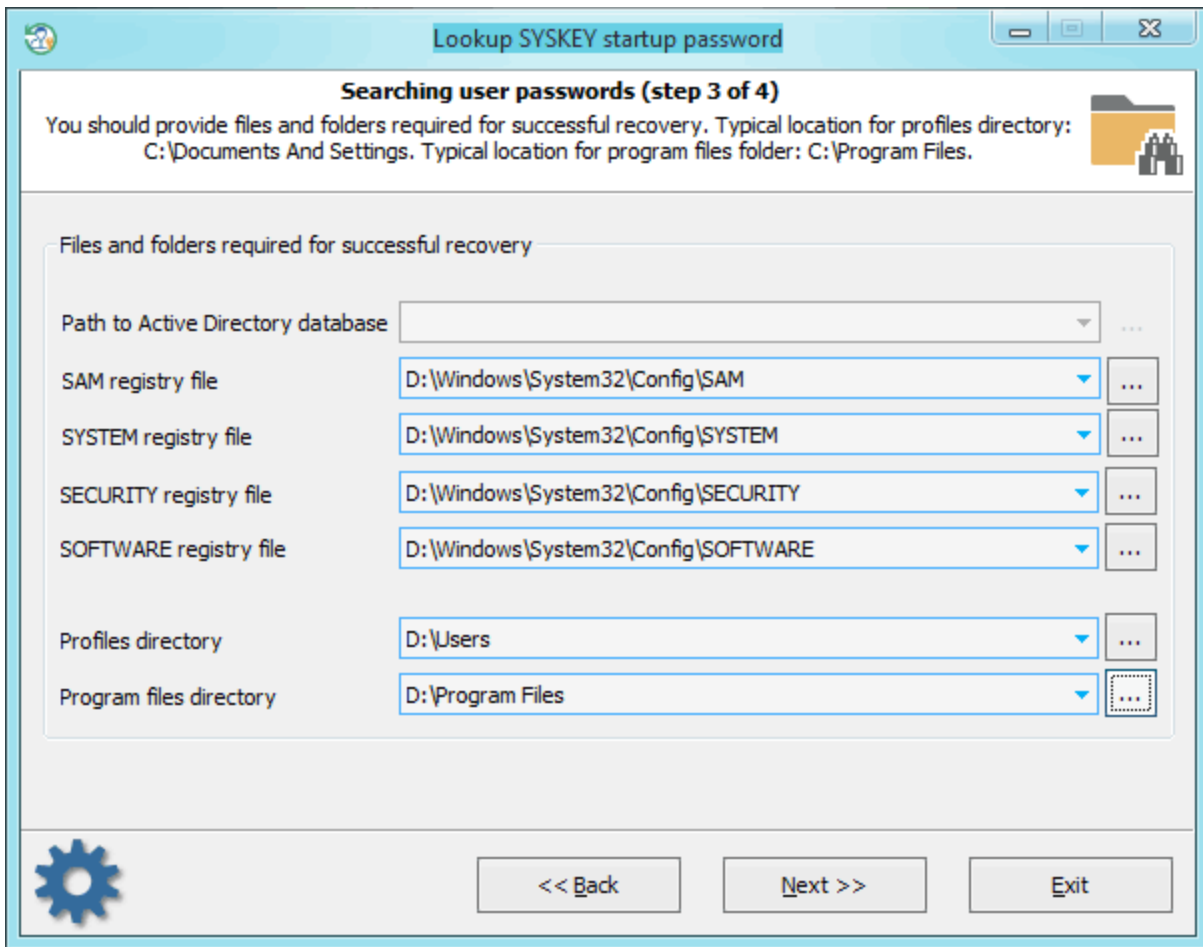 Lookup SYSKEY startup password
Searching user passwords (step 3 of 4)
You should provide files and folders required for successful recovery. Typical location for profiles directory:
C:\Documents And Settings. Typical location for program files folder: C:\Program Files.
Files and folders required for successful recovery
Path to Active Directory database ...
SAM registry file D:\Windows\System32\Config\SAM ...
SYSTEM registry file D:\Windows\System32\Config\SYSTEM ...
SECURITY registry file D:\Windows\System32\Config\SECURITY ...
SOFTWARE registry file D:\Windows\System32\Config\SOFTWARE ...
Profiles directory D:\Users ...
Program files directory D:\Program Files ...
<< Back Next >> Exit